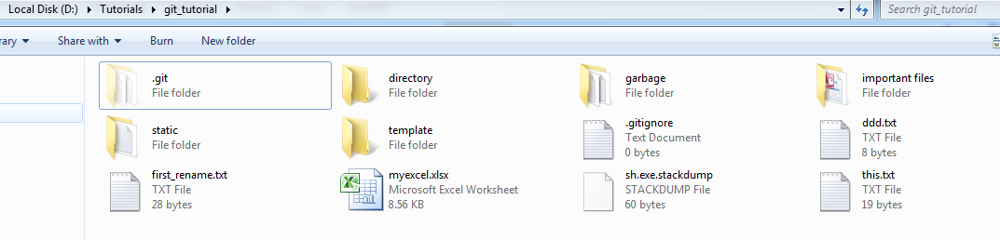 Local Disk (D:) Tutorials git_tutorial Search git_tutorial
rary Share with Burn New folder
.git
File folder
directory
File folder
garbage
File folder
important files
File folder
static
File folder
template
File folder
.gitignore
Text Document
0 bytes
ddd.txt
TXT File
8 bytes
first_rename.txt
TXT File
28 bytes
myexcel.xlsx
Microsoft Excel Worksheet
8.56 KB
sh.exe.stackdump
STACKDUMP File
60 bytes
this.txt
TXT File
19 bytes